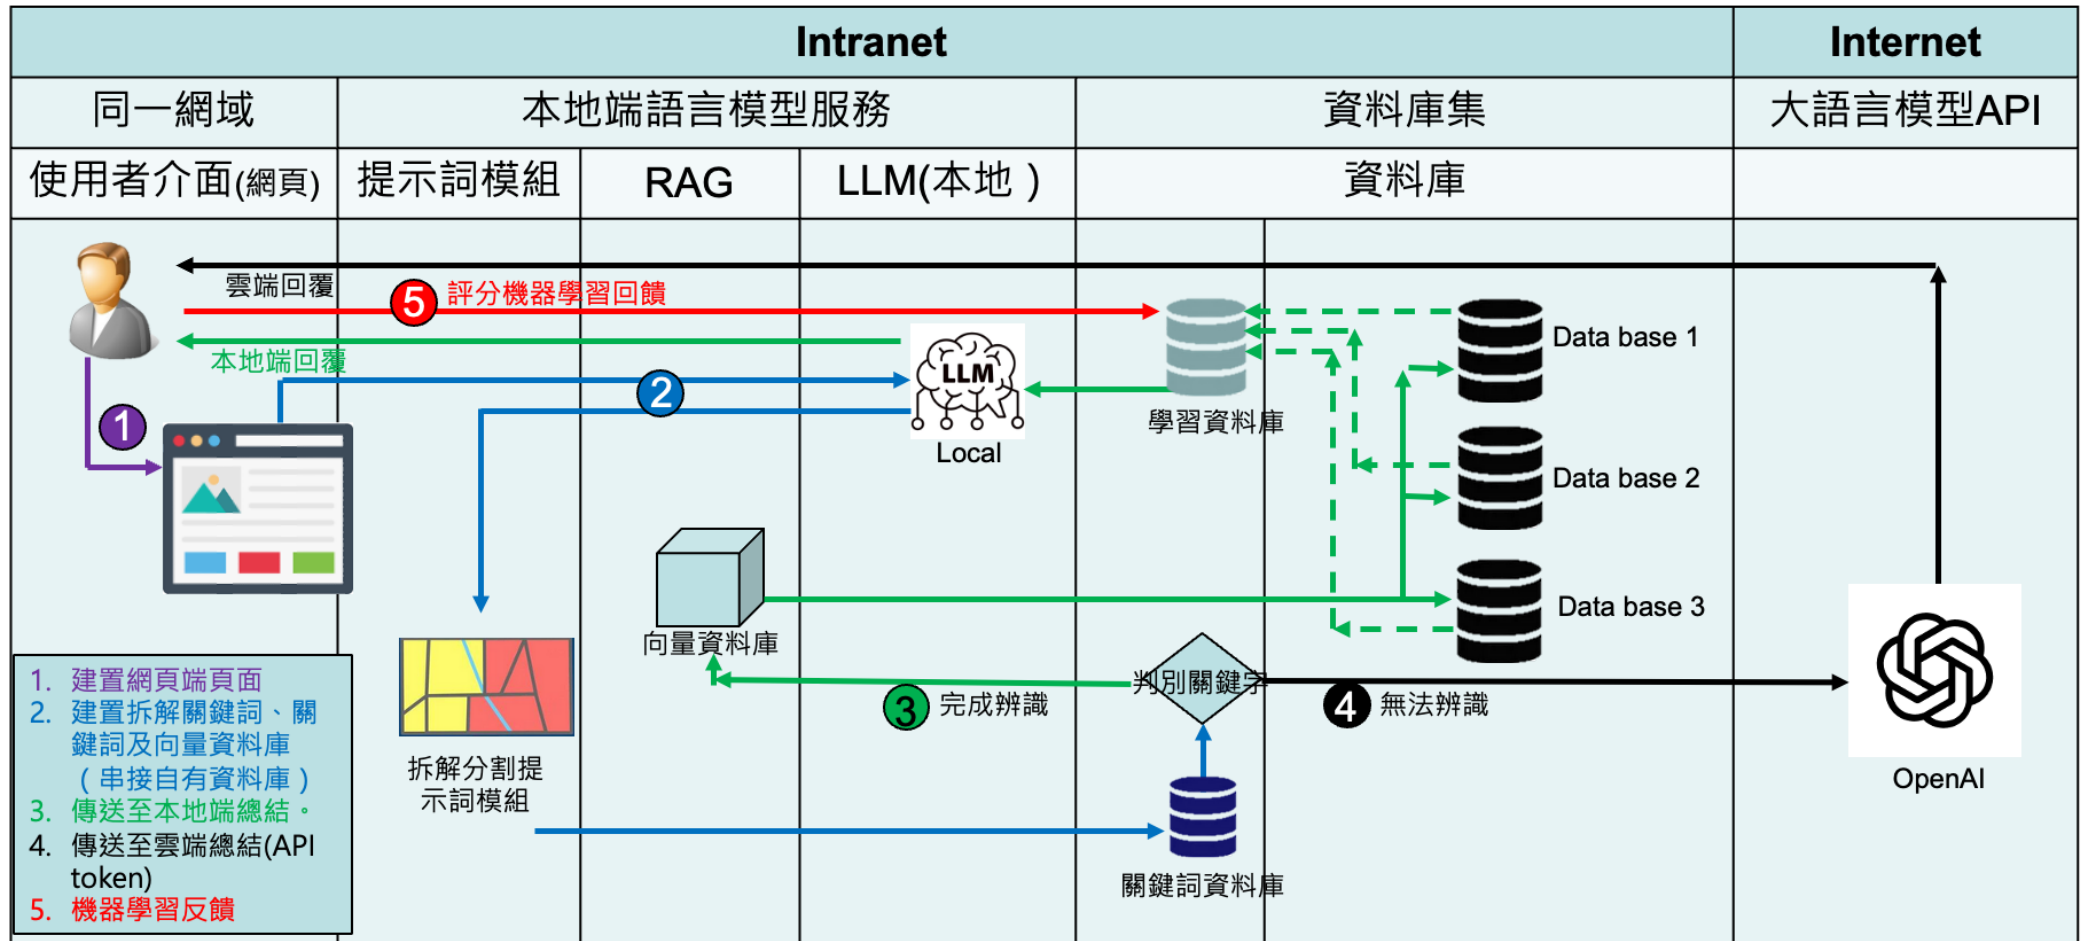 Intranet
Internet
同一網域
本地端語言模型服務
資料庫集
大語言模型API
使用者介面(網頁)
提示詞模組
RAG
LLM(本地）
資料庫
雲端回覆
5
評分機器學習回饋
本地端回覆
2
LLM
Local
學習資料庫
Data base 1
1
Data base 2
Data base 3
向量資料庫
判別關鍵字
3
完成辨識
4
無法辨識
拆解分割提
示詞模組
關鍵詞資料庫
OpenAI
1. 建置網頁端頁面
2. 建置拆解關鍵詞、關
鍵詞及向量資料庫
（串接自有資料庫）
3. 傳送至本地端總結。
4. 傳送至雲端總結(API
token)
5. 機器學習反饋